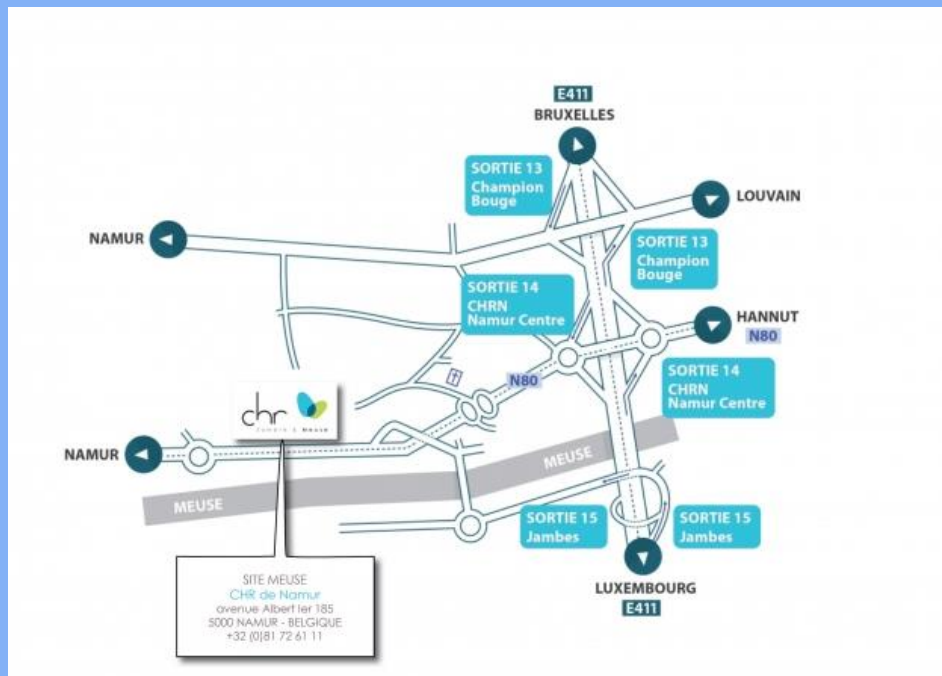 E411
BRUXELLES
SORTIE 13
Champion
Bouge
LOUVAIN
NAMUR
SORTIE 13
Champion
Bouge
SORTIE 14
CHRN
Namur Centre
HANNUT
N80
SORTIE 14
CHRN
Namur Centre
N80
chr
sambre & meuse
NAMUR
MEUSE
MEUSE
SORTIE 15
Jambes
SORTIE 15
Jambes
LUXEMBOURG
E411
SITE MEUSE
CHR de Namur
avenue Albert Ier 185
5000 NAMUR - BELGIQUE
+32 (0)81 72 61 11